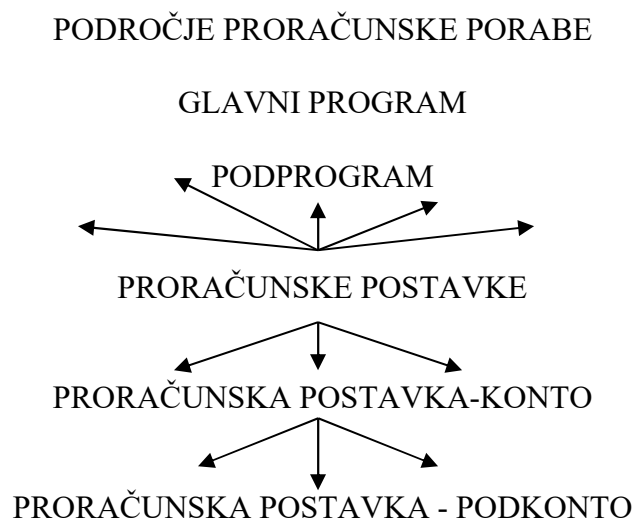 PODROČJE PRORAČUNSKE PORABE
GLAVNI PROGRAM
PODPROGRAM
PRORAČUNSKE POSTAVKE
PRORAČUNSKA POSTAVKA-KONTO
PRORAČUNSKA POSTAVKA - PODKONTO